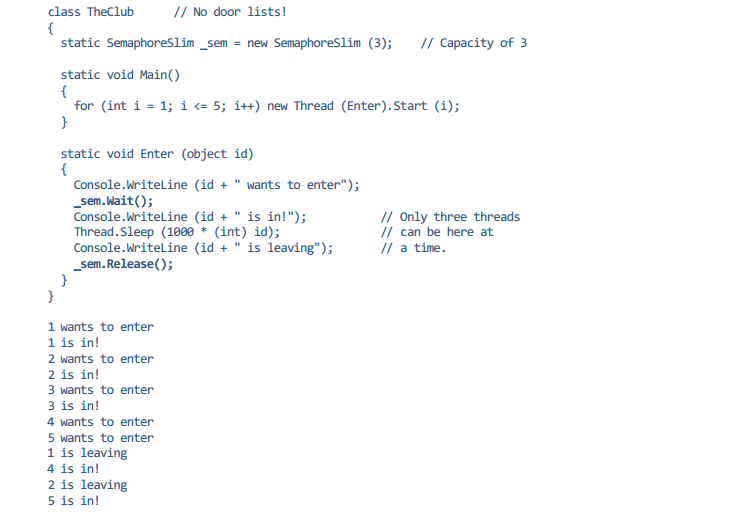 class TheClub      // No door lists!
{
  static SemaphoreSlim _sem = new SemaphoreSlim (3);    // Capacity of 3

  static void Main()
  {
    for (int i = 1; i <= 5; i++) new Thread (Enter).Start (i);
  }

  static void Enter (object id)
  {
    Console.WriteLine (id + " wants to enter");
    _sem.Wait();
    Console.WriteLine (id + " is in!");           // Only three threads
    Thread.Sleep (1000 * (int) id);               // can be here at
    Console.WriteLine (id + " is leaving");       // a time.
    _sem.Release();
  }
}

1 wants to enter
1 is in!
2 wants to enter
2 is in!
3 wants to enter
3 is in!
4 wants to enter
5 wants to enter
1 is leaving
4 is in!
2 is leaving
5 is in!